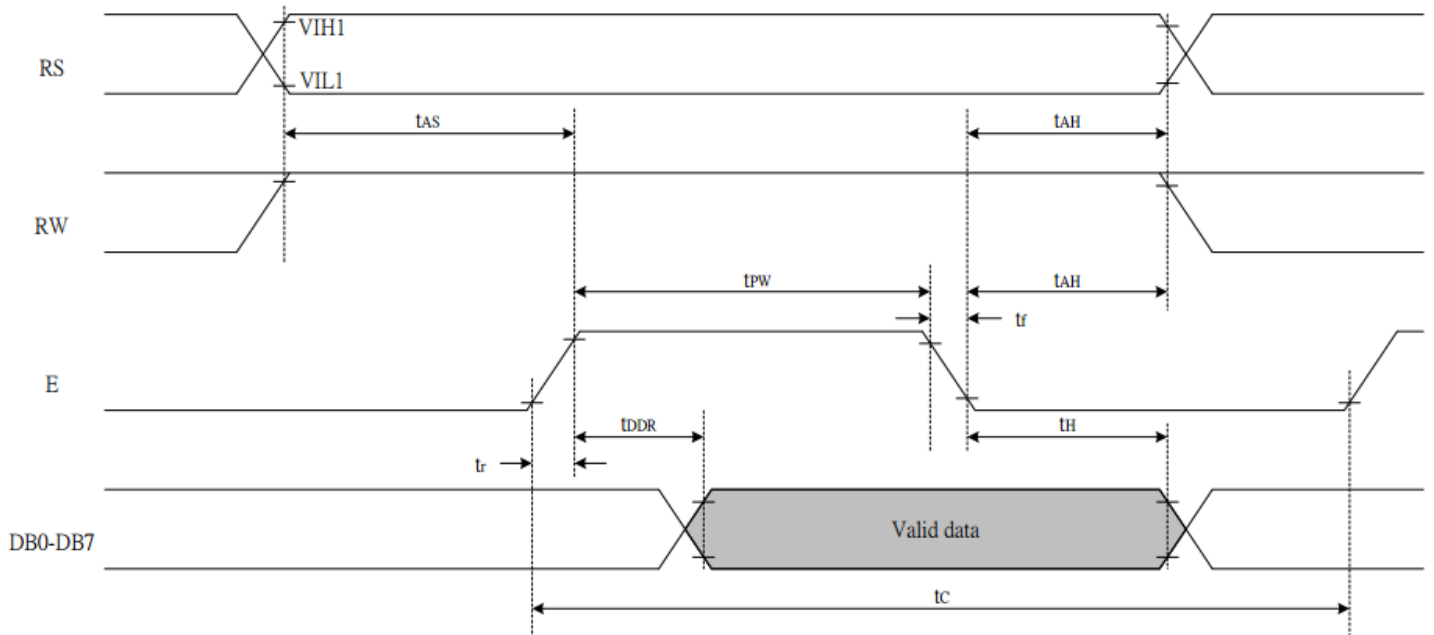 VIH1
RS
VIL1
tAS
tAH
RW
tPW
tAH
tf
E
tDDR
tH
tr
Valid data
DB0-DB7
tC